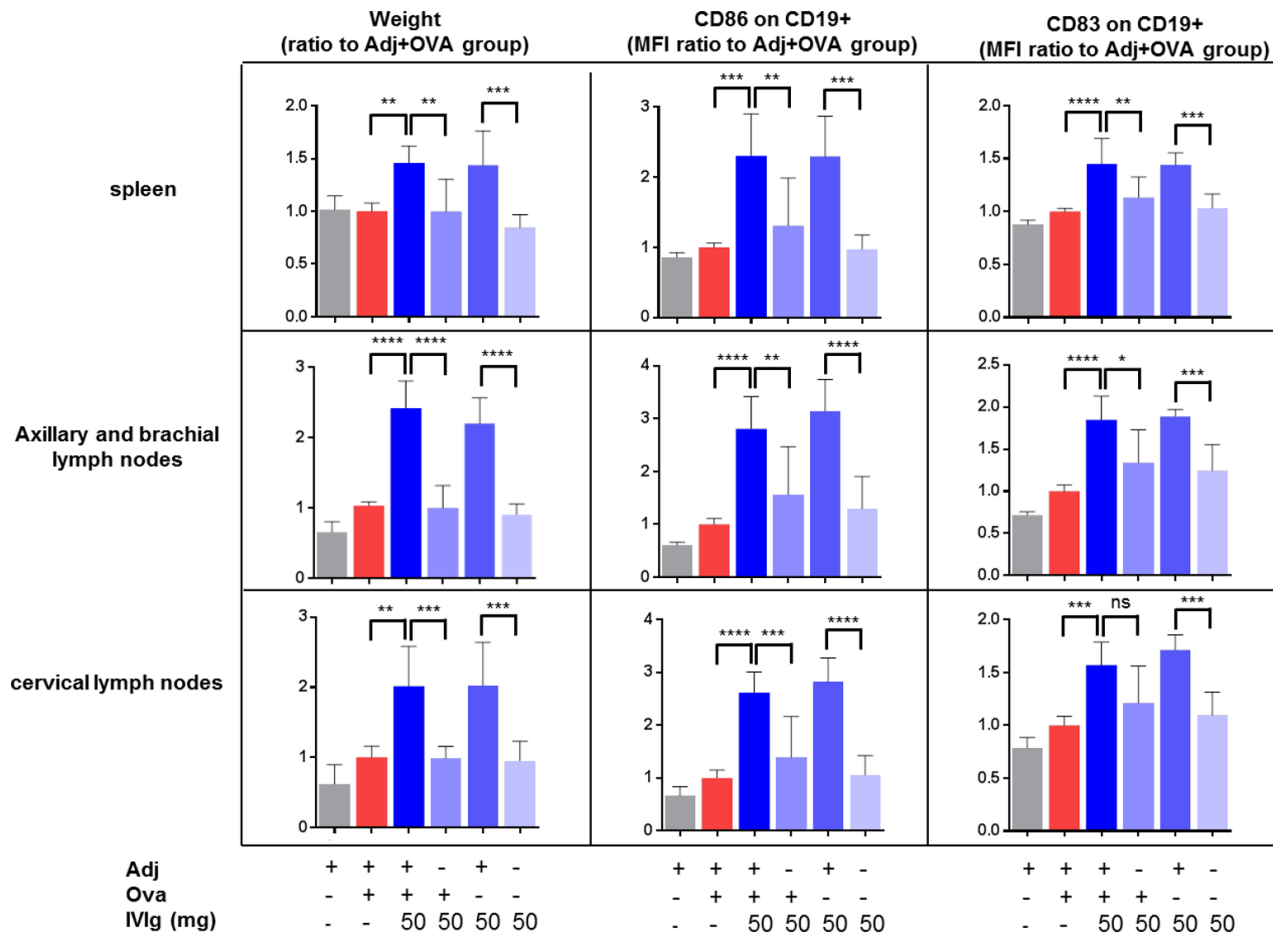 Weight
(ratio to Adj+OVA group)
CD86 on CD19+
(MFI ratio to Adj+OVA group)
CD83 on CD19+
(MFI ratio to Adj+OVA group)
spleen
** ** ***
2.0
1.5
1.0
0.5
0.0
*** ** ***
3
2
1
0
**** ** ***
2.0
1.5
1.0
0.5
0.0
Axillary and brachial
lymph nodes
**** **** ****
3
2
1
0
**** ** ****
4
3
2
1
0
**** * ***
2.5
2.0
1.5
1.0
0.5
0.0
cervical lymph nodes
** *** ***
3
2
1
0
**** *** ****
4
3
2
1
0
*** ns ***
2.0
1.5
1.0
0.5
0.0
Adj + + + - + - + + + - + - + + + - + -
Ova - + + + - - - + + + - - - + + + - -
IVIg (mg) - - 50 50 50 50 - - 50 50 50 50 - - 50 50 50 50